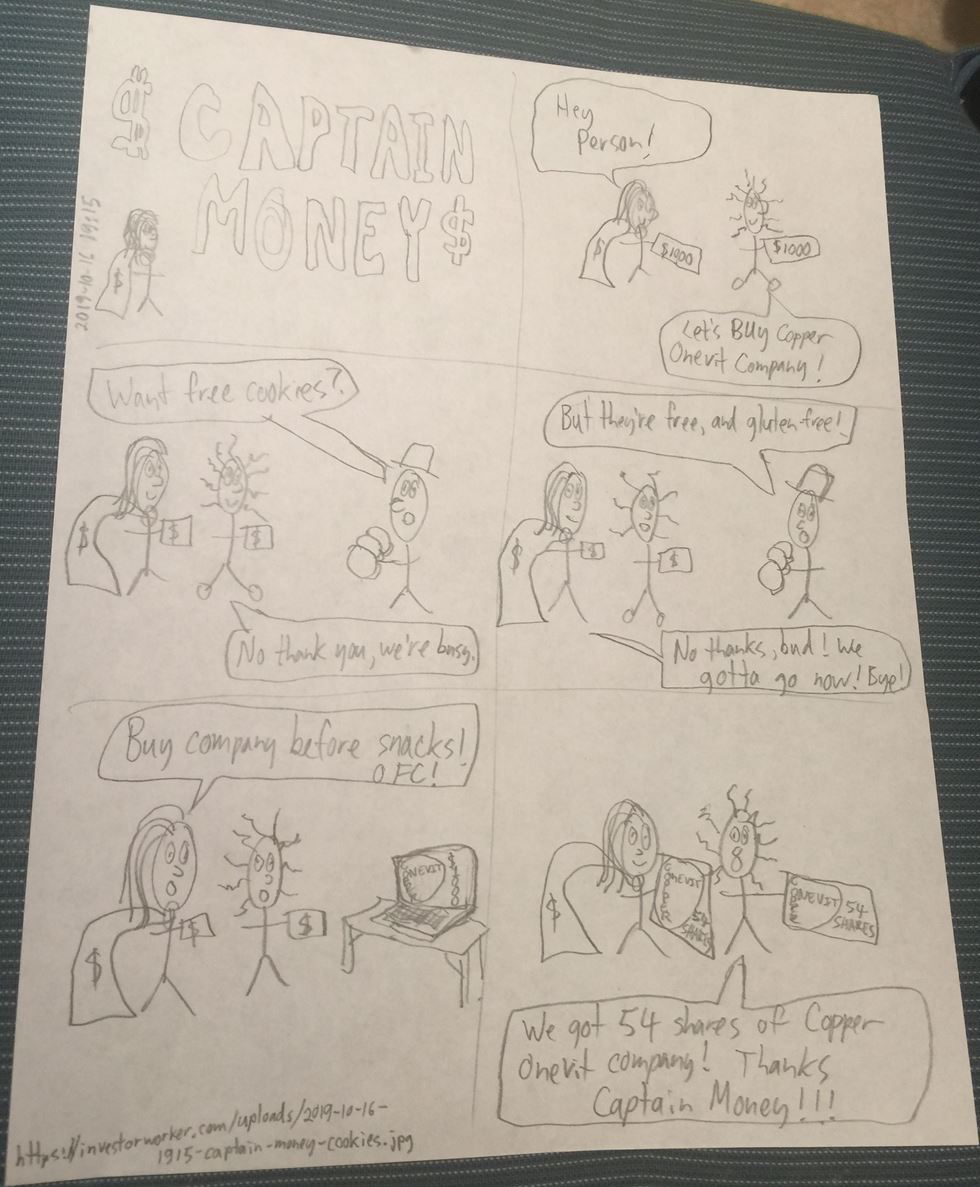 $ CAPTAIN
MONEY $
2019-10-16 19:15
$
Hey
Person!
$
$1000
$1000
Let's Buy Copper
Onevit Company!
Want free cookies?
$
$
$
No thank you, we're busy.
But they're free, and gluten-free!
$
$
$
No thanks, bud! We
gotta go now! Bye!
Buy company before snacks!
OFC!
$
$
$
COPPER
ONEVIT
$
COPPER
ONEVIT
54
SHARES
COPPER
ONEVIT 54
SHARES
We got 54 shares of Copper
Onevit company! Thanks
Captain Money!!!
https://investorworker.com/uploads/2019-10-16-
1915-captain-money-cookies.jpg